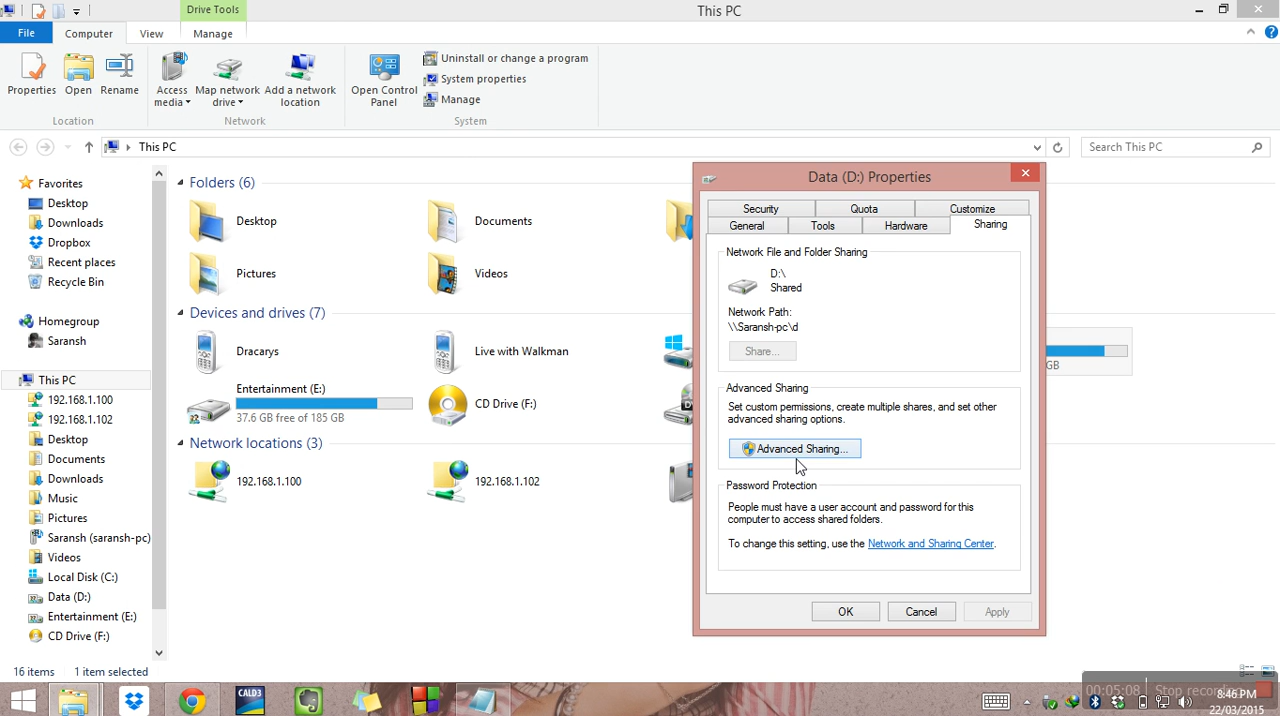 Drive Tools
This PC
File
Computer
View
Manage
Properties
Open
Rename
Access media
Map network drive
Add a network location
Open Control Panel
Uninstall or change a program
System properties
Manage
Location
Network
System
This PC
Search This PC
Favorites
Desktop
Downloads
Dropbox
Recent places
Recycle Bin
Homegroup
Saransh
This PC
192.168.1.100
192.168.1.102
Desktop
Documents
Downloads
Music
Pictures
Saransh (saransh-pc)
Videos
Local Disk (C:)
Data (D:)
Entertainment (E:)
CD Drive (F:)
Folders (6)
Desktop
Documents
Pictures
Videos
Devices and drives (7)
Dracarys
Live with Walkman
Entertainment (E:)
37.6 GB free of 185 GB
CD Drive (F:)
GB
Network locations (3)
192.168.1.100
192.168.1.102
Data (D:) Properties
Security
Quota
Customize
General
Tools
Hardware
Sharing
Network File and Folder Sharing
D:\
Shared
Network Path:
\\Saransh-pc\d
Share...
Advanced Sharing
Set custom permissions, create multiple shares, and set other
advanced sharing options.
Advanced Sharing...
Password Protection
People must have a user account and password for this
computer to access shared folders.
To change this setting, use the Network and Sharing Center.
OK
Cancel
Apply
16 items
1 item selected
CALD3
00:05:08
Stop recording
8:46 PM
22/03/2015